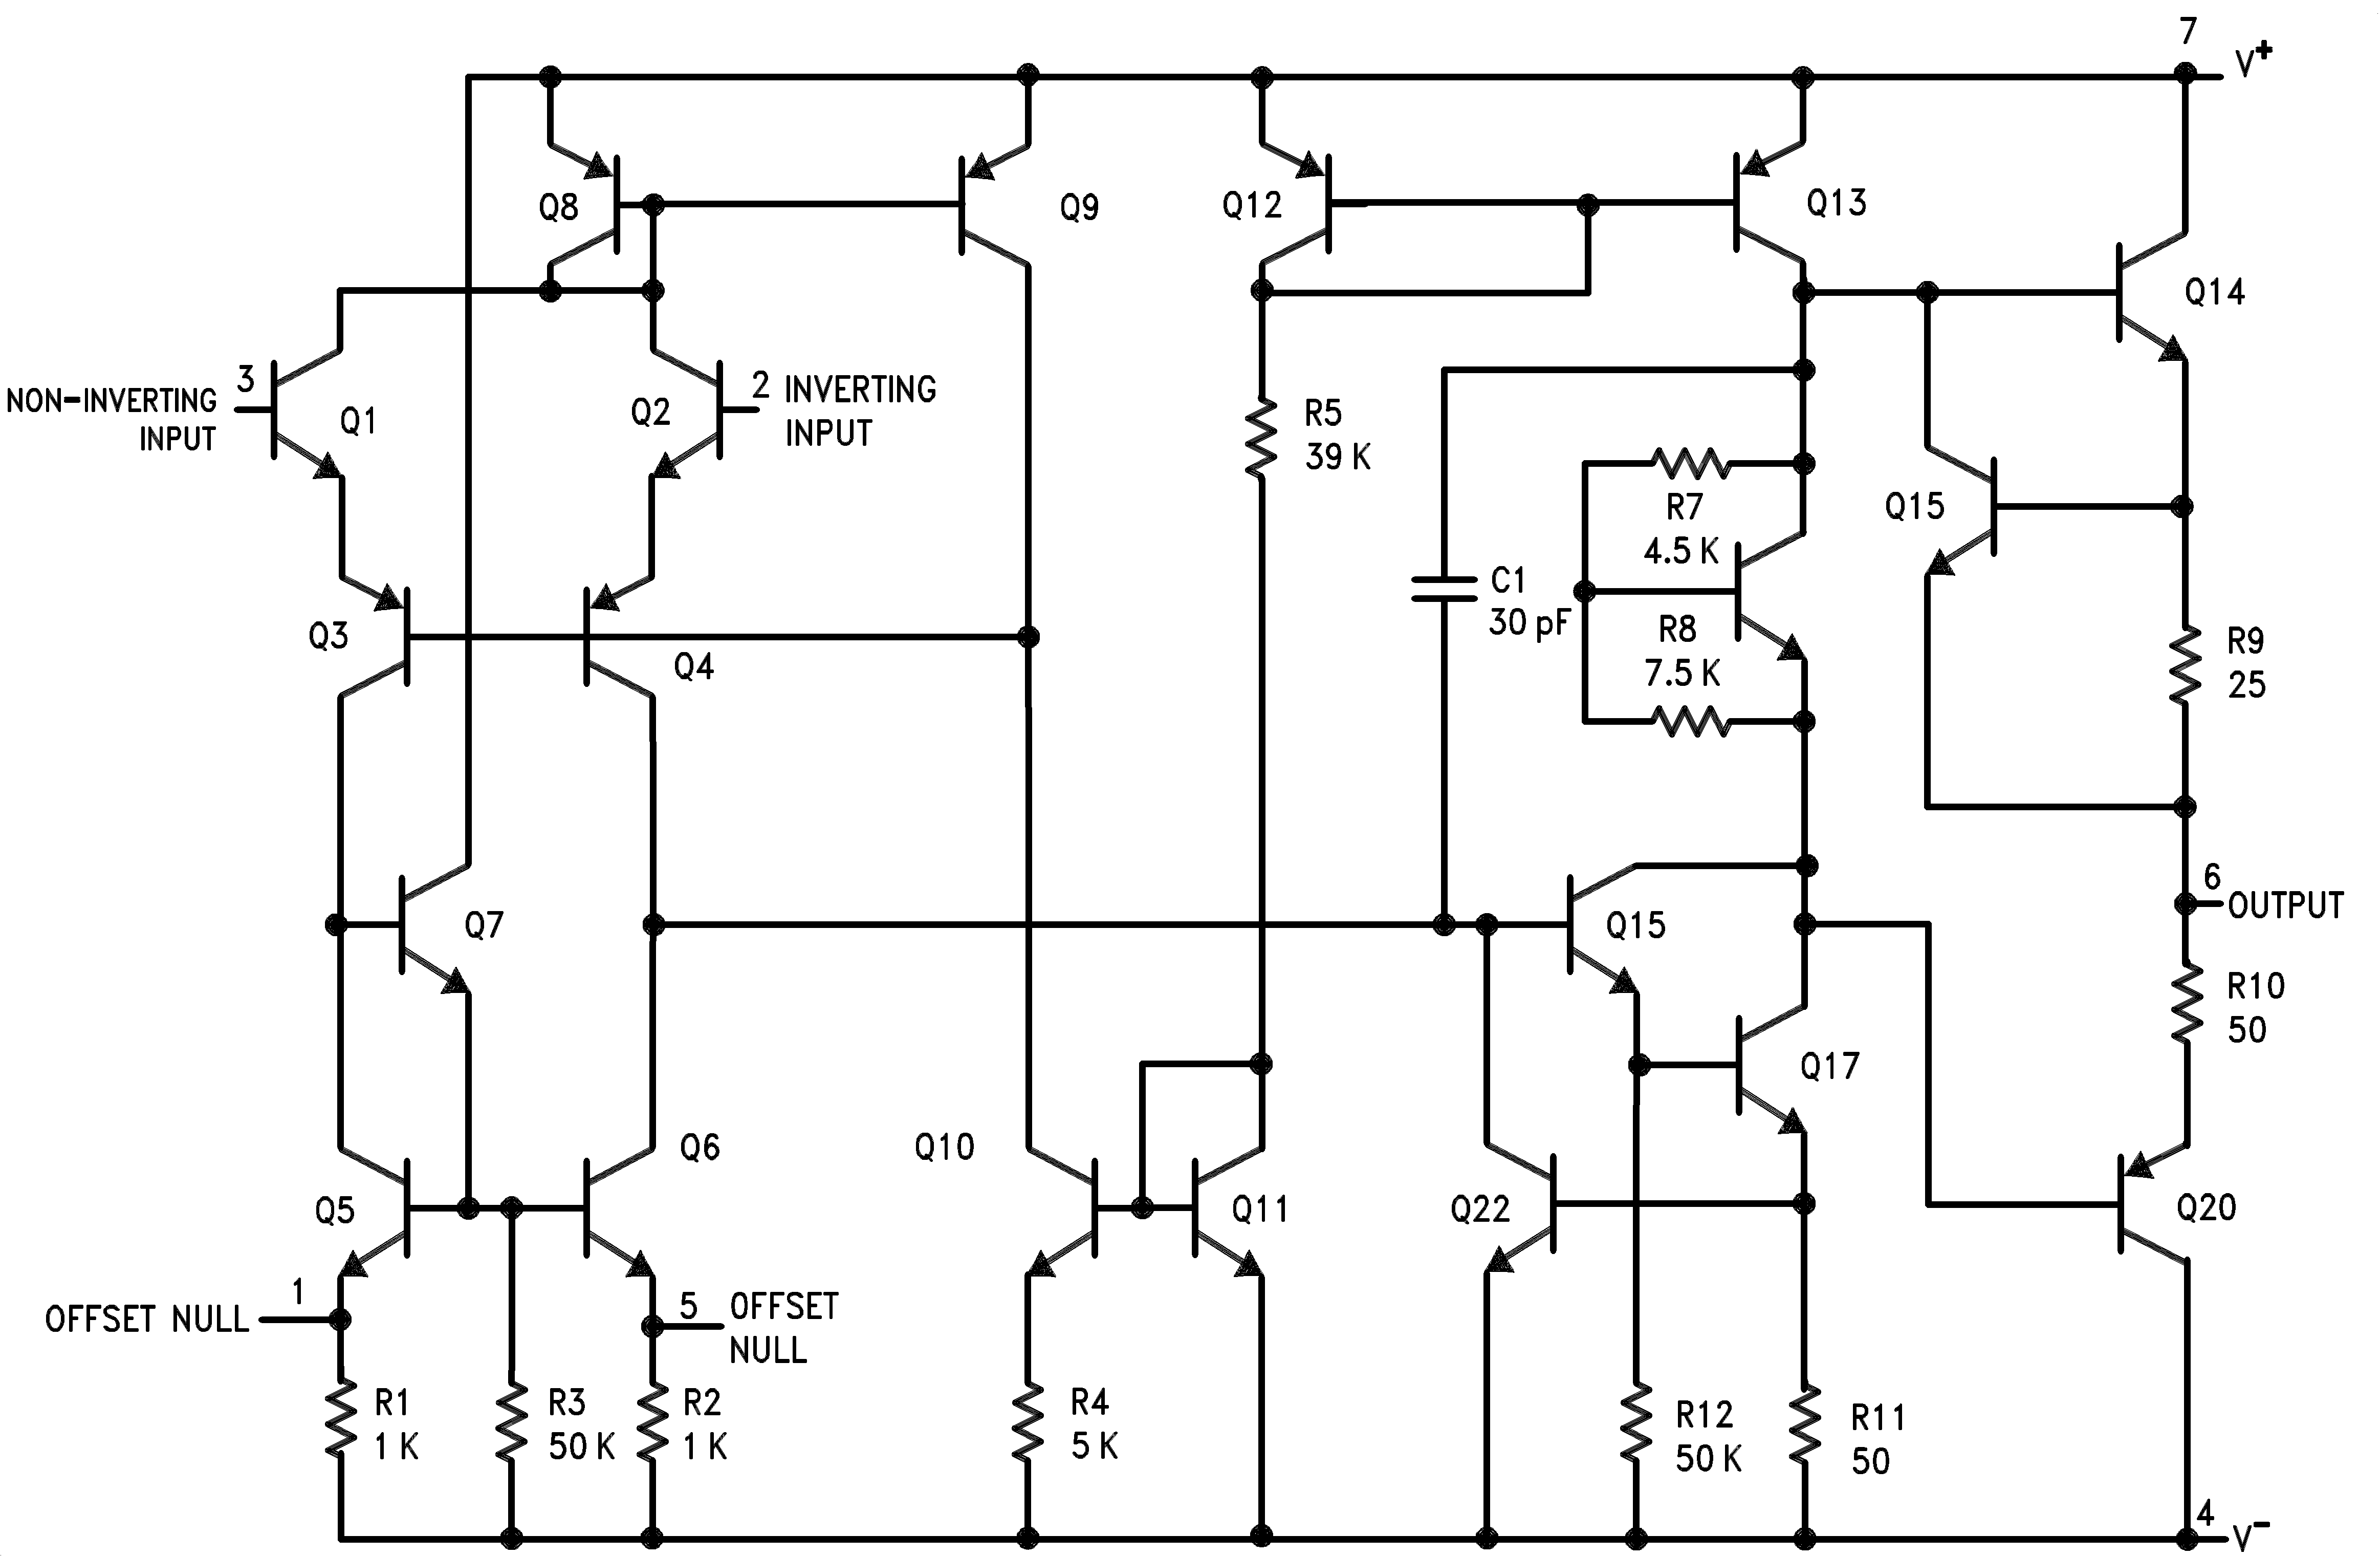 7
V+
Q8
Q9
Q12
Q13
Q14
3
NON-INVERTING
INPUT
Q1
Q2
2 INVERTING
INPUT
R5
39 K
R7
4.5 K
Q15
C1
30 pF
R8
7.5 K
Q3
Q4
R9
25
Q7
Q15
6
OUTPUT
R10
50
Q17
Q5
Q6
Q10
Q11
Q22
Q20
1
OFFSET NULL
5
OFFSET
NULL
R1
1 K
R3
50 K
R2
1 K
R4
5 K
R12
50 K
R11
50
4
V−